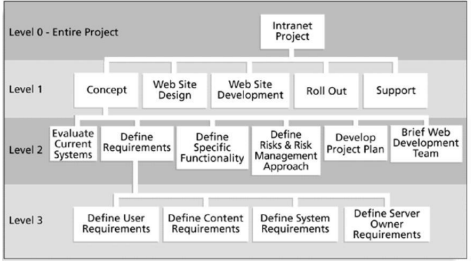 Level 0 - Entire Project
Intranet
Project
Level 1
Concept
Web Site
Design
Web Site
Development
Roll Out
Support
Level 2
Evaluate
Current
Systems
Define
Requirements
Define
Specific
Functionality
Define
Risks & Risk
Management
Approach
Develop
Project Plan
Brief Web
Development
Team
Level 3
Define User
Requirements
Define Content
Requirements
Define System
Requirements
Define Server
Owner
Requirements